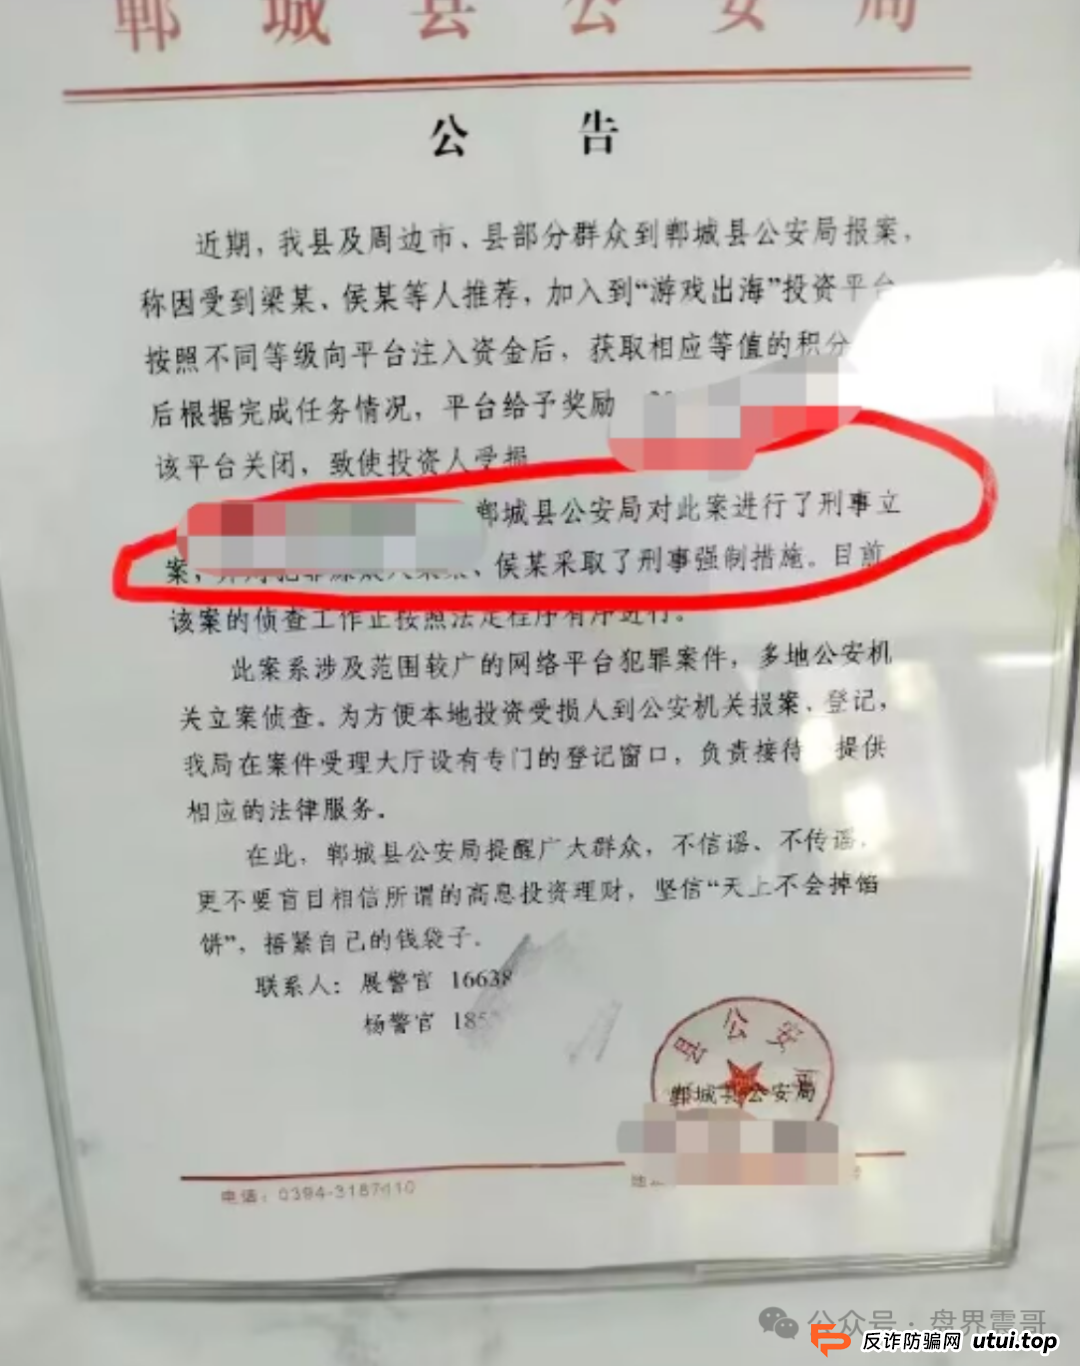 郸城县公安局
公 告
近期，我县及周边市、县部分群众到郸城县公安局报案，
称因受到梁某、侯某等人推荐，加入到“游戏出海”投资平台
按照不同等级向平台注入资金后，获取相应等值的积分
后根据完成任务情况，平台给予奖励
该平台关闭，致使投资人受损
郸城县公安局对此案进行了刑事立
案，、侯某采取了刑事强制措施。目前
该案的侦查工作正按照法定程序有序进行。
此案系涉及范围较广的网络平台犯罪案件，多地公安机
关立案侦查。为方便本地投资受损人到公安机关报案、登记，
我局在案件受理大厅设有专门的登记窗口，负责接待 提供
相应的法律服务。
在此，郸城县公安局提醒广大群众，不信谣、不传谣，
更不要盲目相信所谓的高息投资理财，坚信“天上不会掉馅
饼”，捂紧自己的钱袋子.
联系人：展警官 16638
杨警官 185
县公安局
郸城县公安局
电话：0394-3187110
公众号 · 盘界震哥
反诈防骗网 utui.top